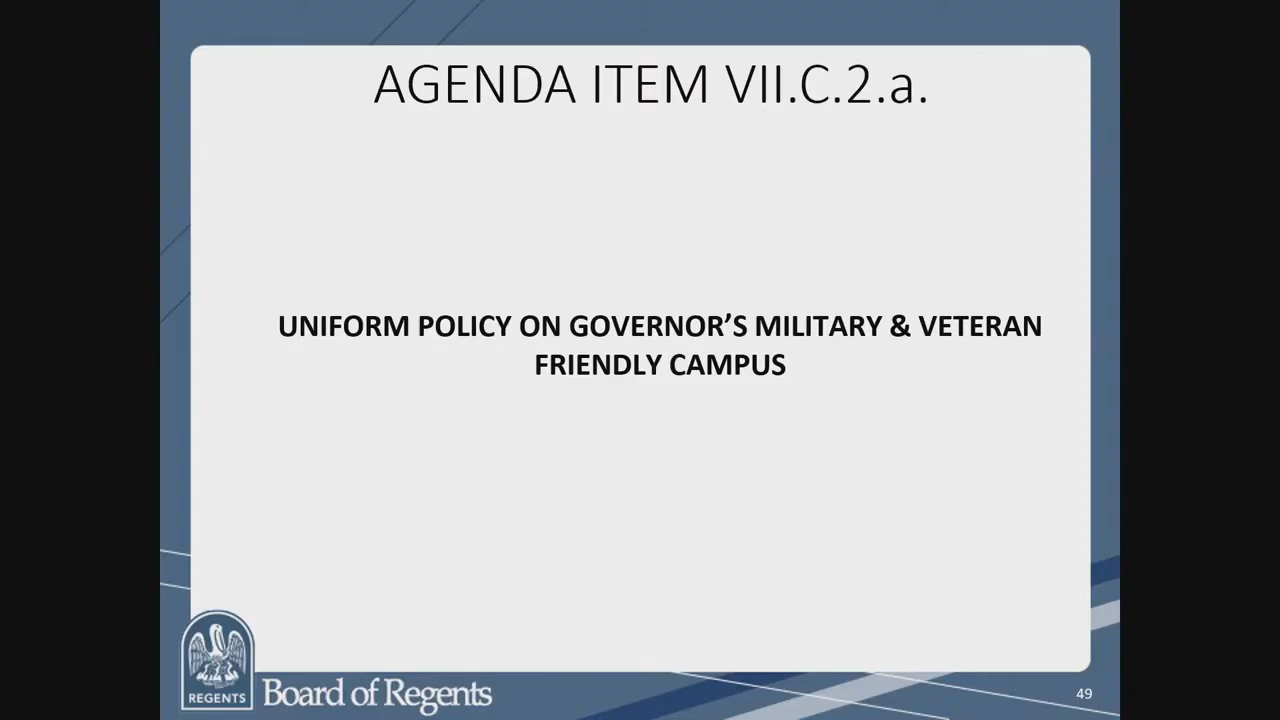 AGENDA ITEM VII.C.2.a.
UNIFORM POLICY ON GOVERNOR’S MILITARY & VETERAN
FRIENDLY CAMPUS
REGENTS
Board of Regents
49